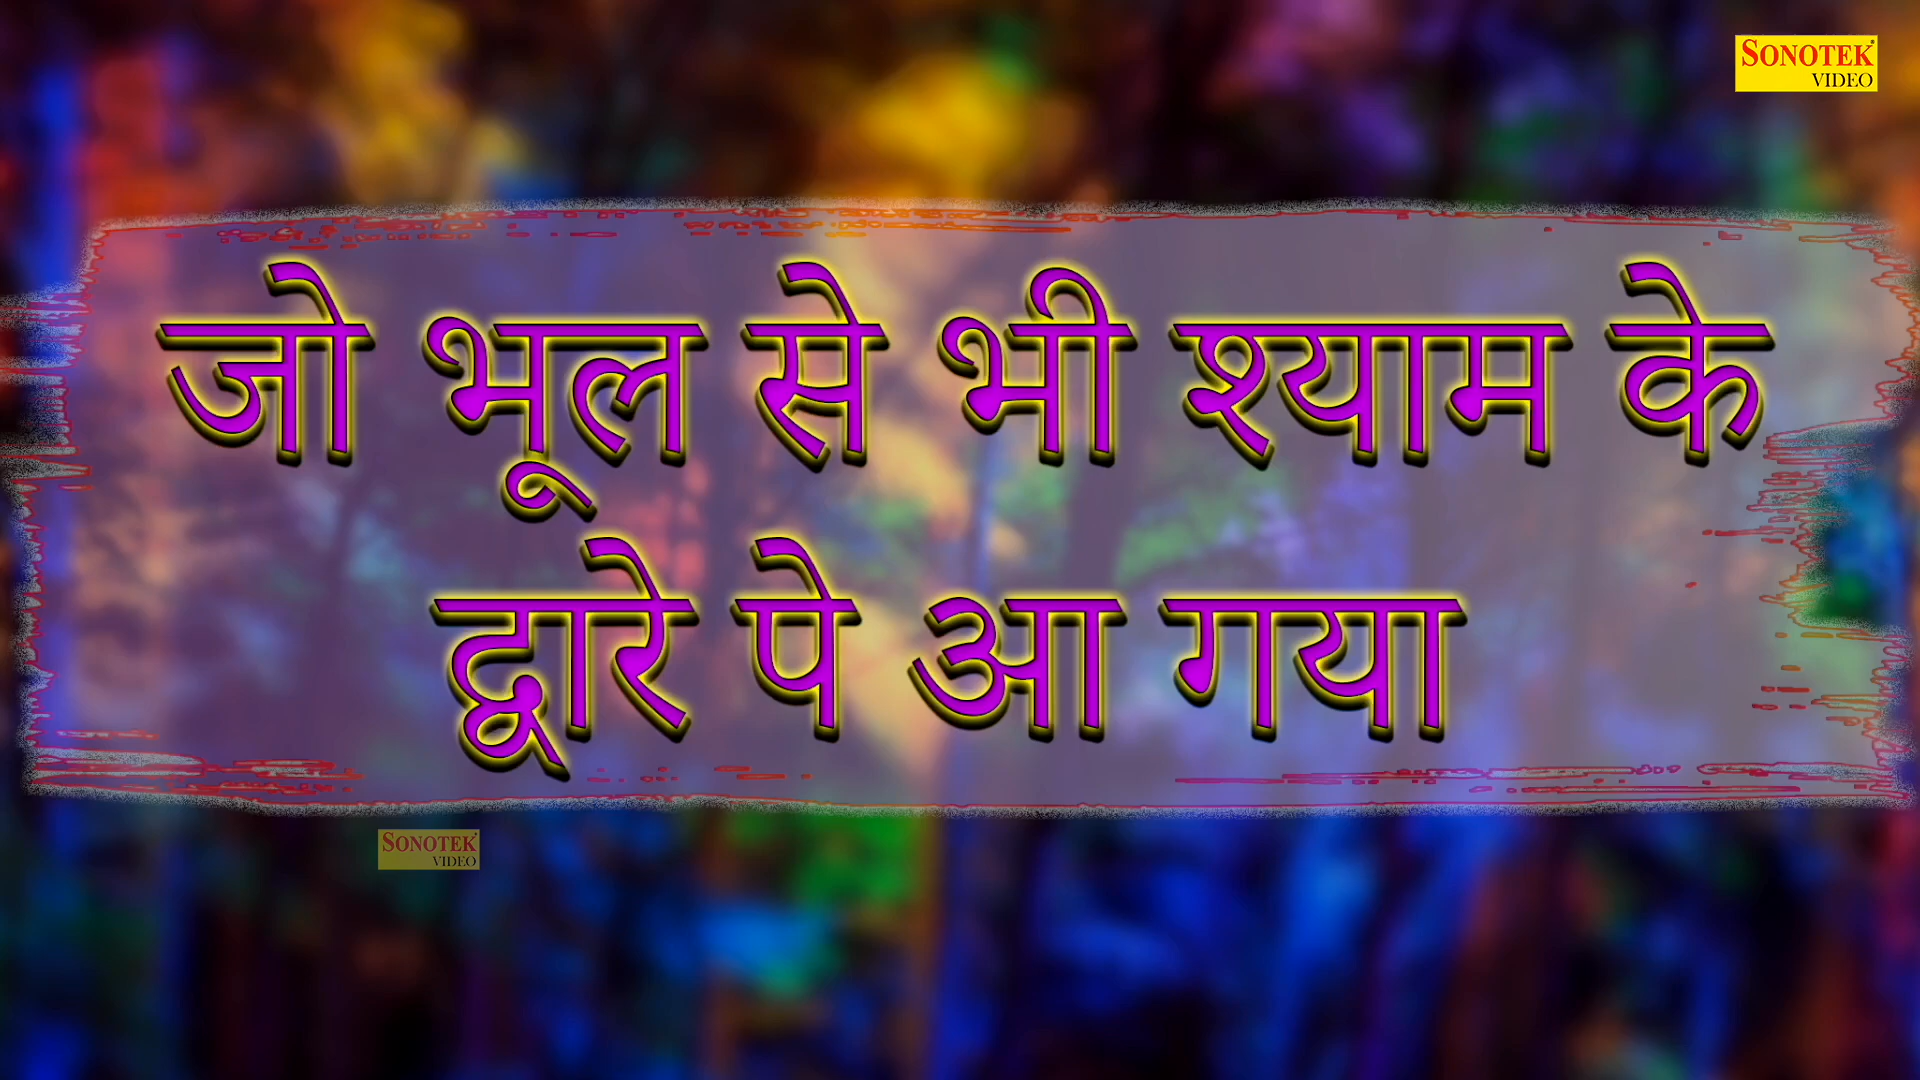 SONOTEK
VIDEO
जो भूल से भी श्याम के
द्वारे पे आ गया
SONOTEK
VIDEO